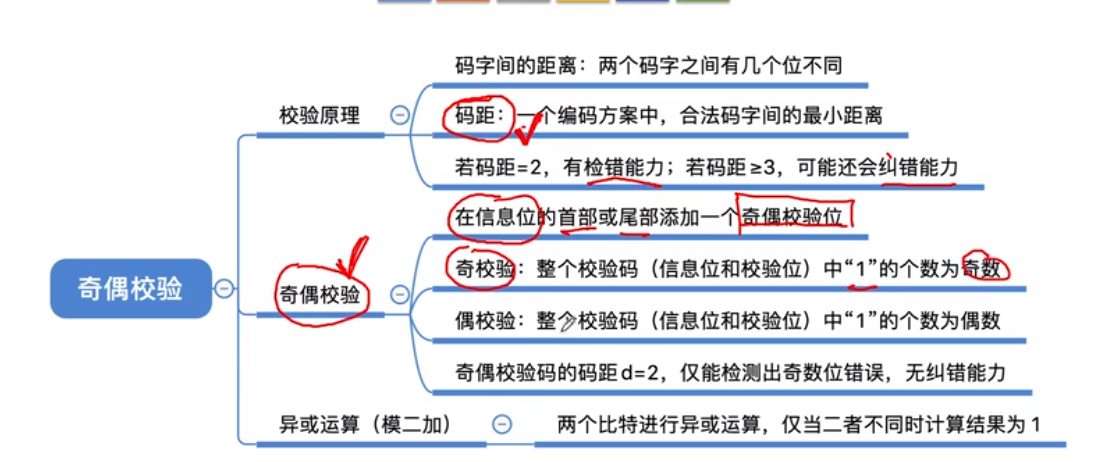 码字间的距离：两个码字之间有几个位不同
校验原理
码距：一个编码方案中，合法码字间的最小距离
若码距=2，有检错能力；若码距≥3，可能还会纠错能力
在信息位的首部或尾部添加一个奇偶校验位
奇校验：整个校验码（信息位和校验位）中“1”的个数为奇数
奇偶校验
奇偶校验
偶校验：整个校验码（信息位和校验位）中“1”的个数为偶数
奇偶校验码的码距d=2，仅能检测出奇数位错误，无纠错能力
异或运算（模二加）
两个比特进行异或运算，仅当二者不同时计算结果为1